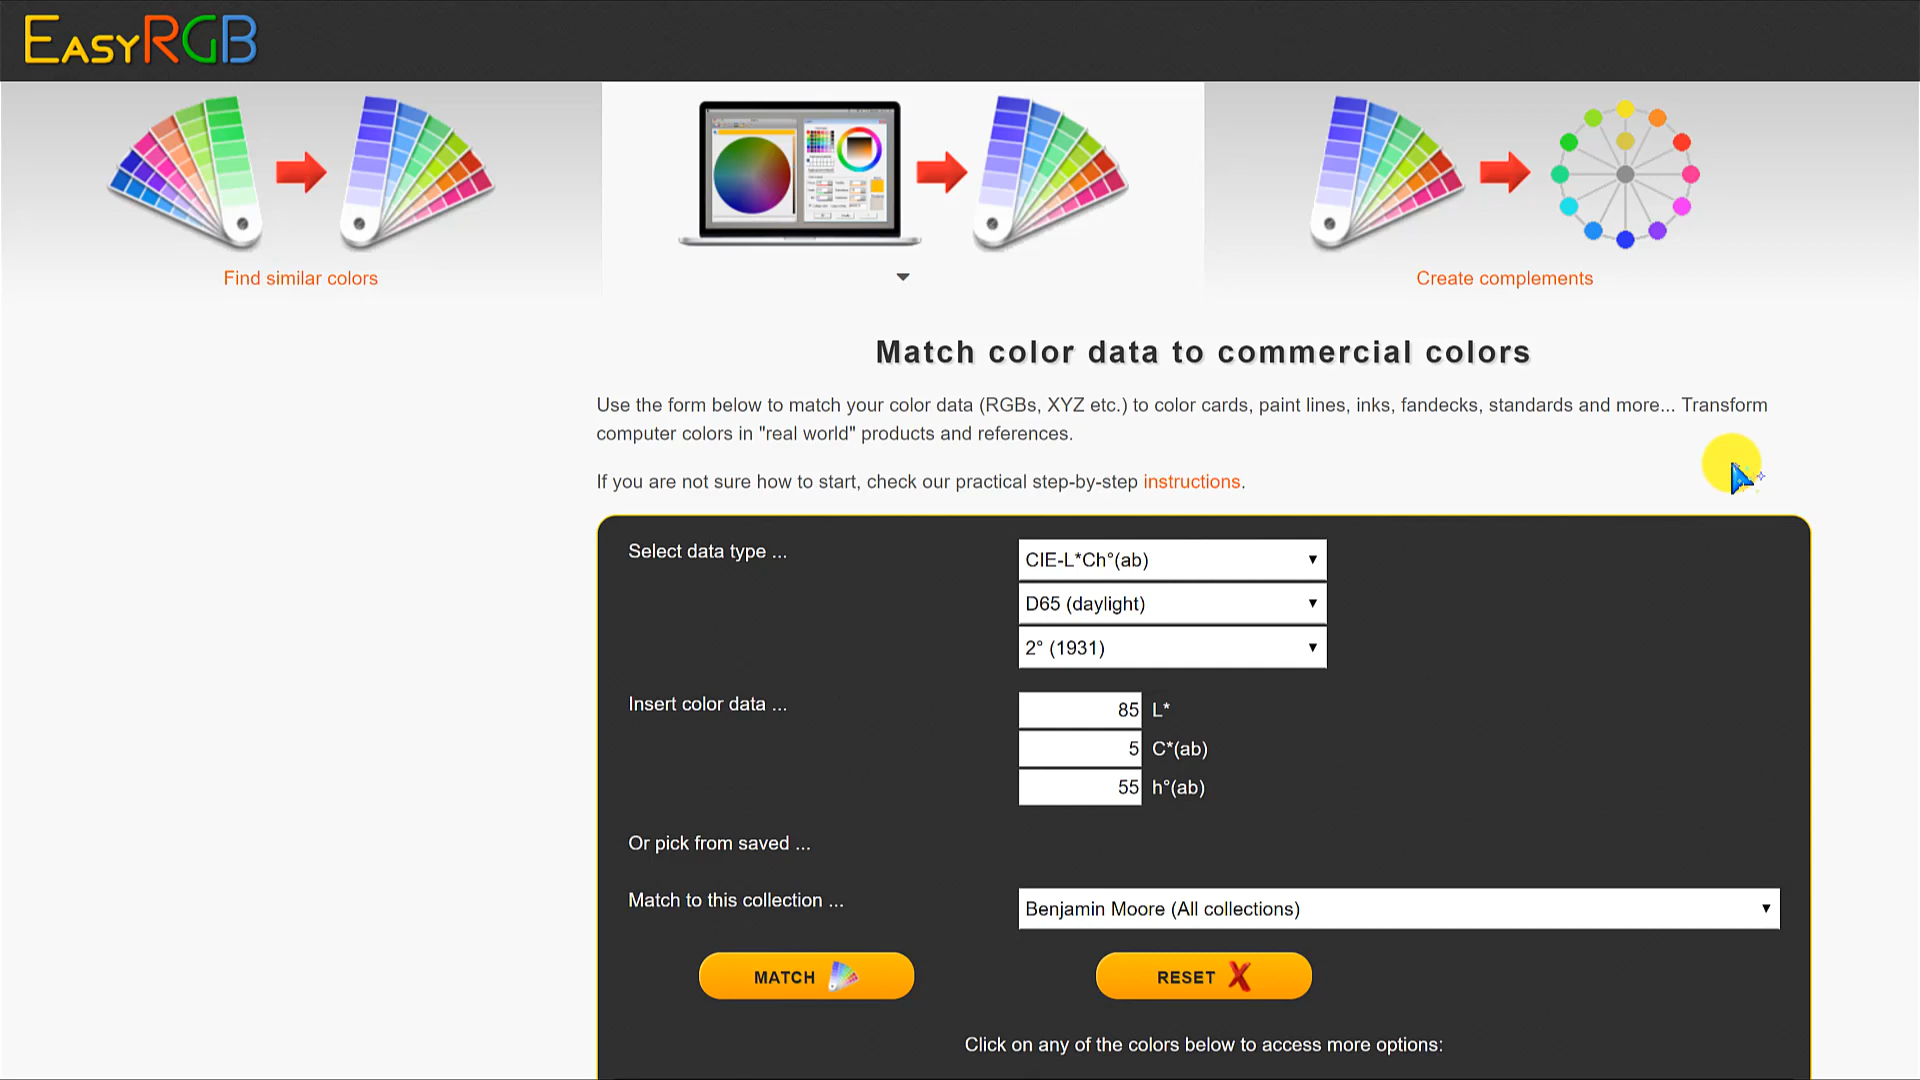 EasyRGB
Find similar colors
Create complements
Match color data to commercial colors
Use the form below to match your color data (RGBs, XYZ etc.) to color cards, paint lines, inks, fandecks, standards and more... Transform
computer colors in "real world" products and references.
If you are not sure how to start, check our practical step-by-step instructions.
Select data type ...
CIE-L*Ch°(ab)
D65 (daylight)
2° (1931)
Insert color data ...
85 L*
5 C*(ab)
55 h°(ab)
Or pick from saved ...
Match to this collection ...
Benjamin Moore (All collections)
MATCH
RESET
Click on any of the colors below to access more options: